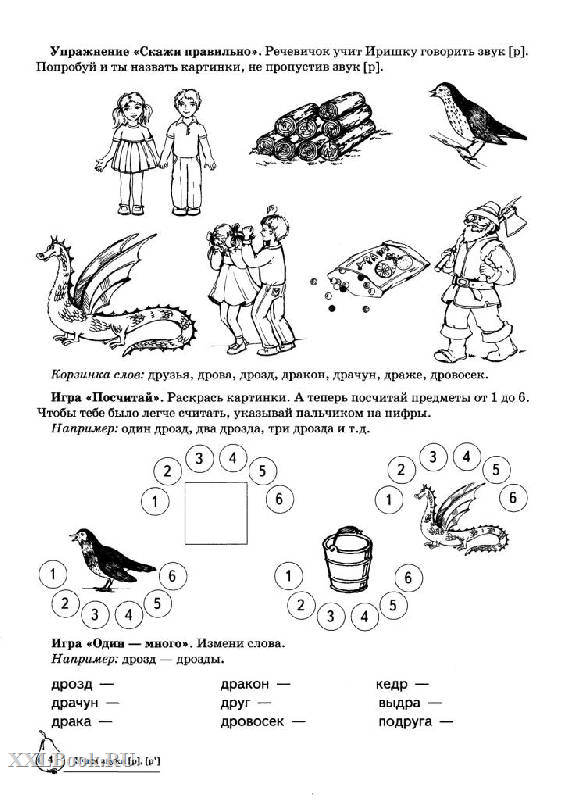 Упражнение «Скажи правильно». Речевичок учит Иришку говорить звук [р].
Попробуй и ты назвать картинки, не пропустив звук [р].
Корзинка слов: друзья, дрова, дрозд, дракон, драчун, драже, дровосек.
Игра «Посчитай». Раскрась картинки. А теперь посчитай предметы от 1 до 6.
Чтобы тебе было легче считать, указывай пальчиком на цифры.
Например: один дрозд, два дрозда, три дрозда и т.д.
1 2 3 4 5 6
1 2 3 4 5 6
1 2 3 4 5 6
1 2 3 4 5 6
Игра «Один — много». Измени слова.
Например: дрозд — дрозды.
дрозд — дракон — кедр —
драчун — друг — выдра —
драка — дровосек — подруга —
4 [р], [р']
XXLBook.RU